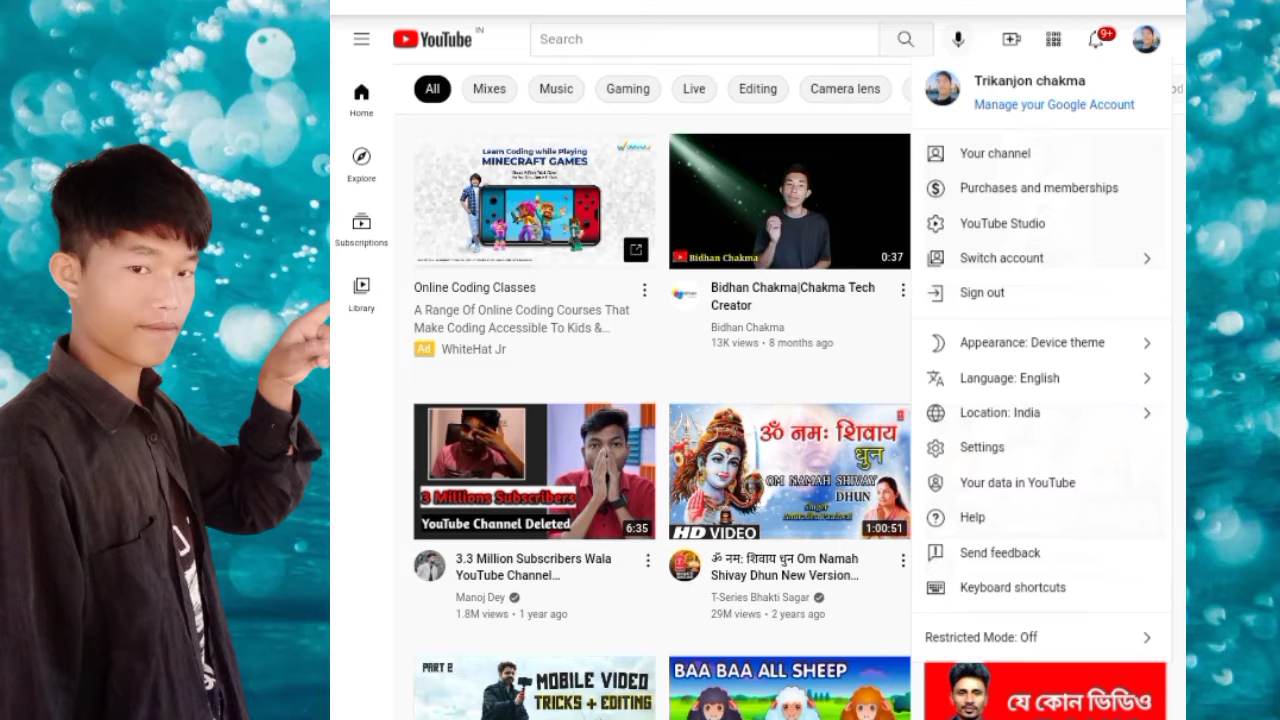 YouTube IN
Search
9+
All
Mixes
Music
Gaming
Live
Editing
Camera lens
Home
Explore
Subscriptions
Library
Learn Coding while Playing
MINECRAFT GAMES
Online Coding Classes
A Range Of Online Coding Courses That
Make Coding Accessible To Kids &...
Ad WhiteHat Jr
Bidhan Chakma
0:37
Bidhan Chakma|Chakma Tech
Creator
Bidhan Chakma
13K views • 8 months ago
3 Millions Subscribers
YouTube Channel Deleted
6:35
3.3 Million Subscribers Wala
YouTube Channel...
Manoj Dey
1.8M views • 1 year ago
ॐ नमः शिवाय
धुन
OM NAMAH SHIVAY
DHUN
Singer
HD VIDEO
1:00:51
ॐ नमः शिवाय धुन Om Namah
Shivay Dhun New Version...
T-Series Bhakti Sagar
29M views • 2 years ago
PART 2
MOBILE VIDEO
TRICKS + EDITING
BAA BAA ALL SHEEP
যে কোন ভিডিও
Trikanjon chakma
Manage your Google Account
Your channel
Purchases and memberships
YouTube Studio
Switch account
Sign out
Appearance: Device theme
Language: English
Location: India
Settings
Your data in YouTube
Help
Send feedback
Keyboard shortcuts
Restricted Mode: Off